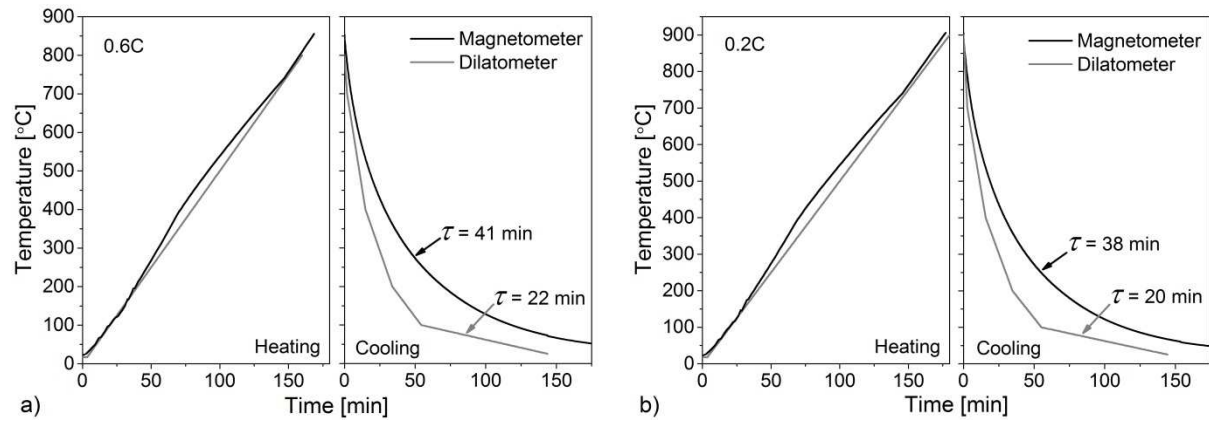 900
800
700
600
500
400
300
200
100
0
Temperature [°C]
0.6C
Magnetometer
Dilatometer
τ = 41 min
τ = 22 min
Heating
Cooling
0 50 100 150 0 50 100 150
Time [min]
a)
900
800
700
600
500
400
300
200
100
0
Temperature [°C]
0.2C
Magnetometer
Dilatometer
τ = 38 min
τ = 20 min
Heating
Cooling
0 50 100 150 0 50 100 150
Time [min]
b)